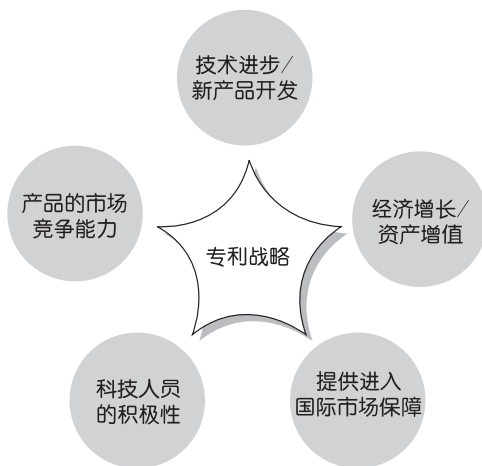 技术进步/
新产品开发
产品的市场
竞争能力
经济增长/
资产增值
专利战略
科技人员
的积极性
提供进入
国际市场保障